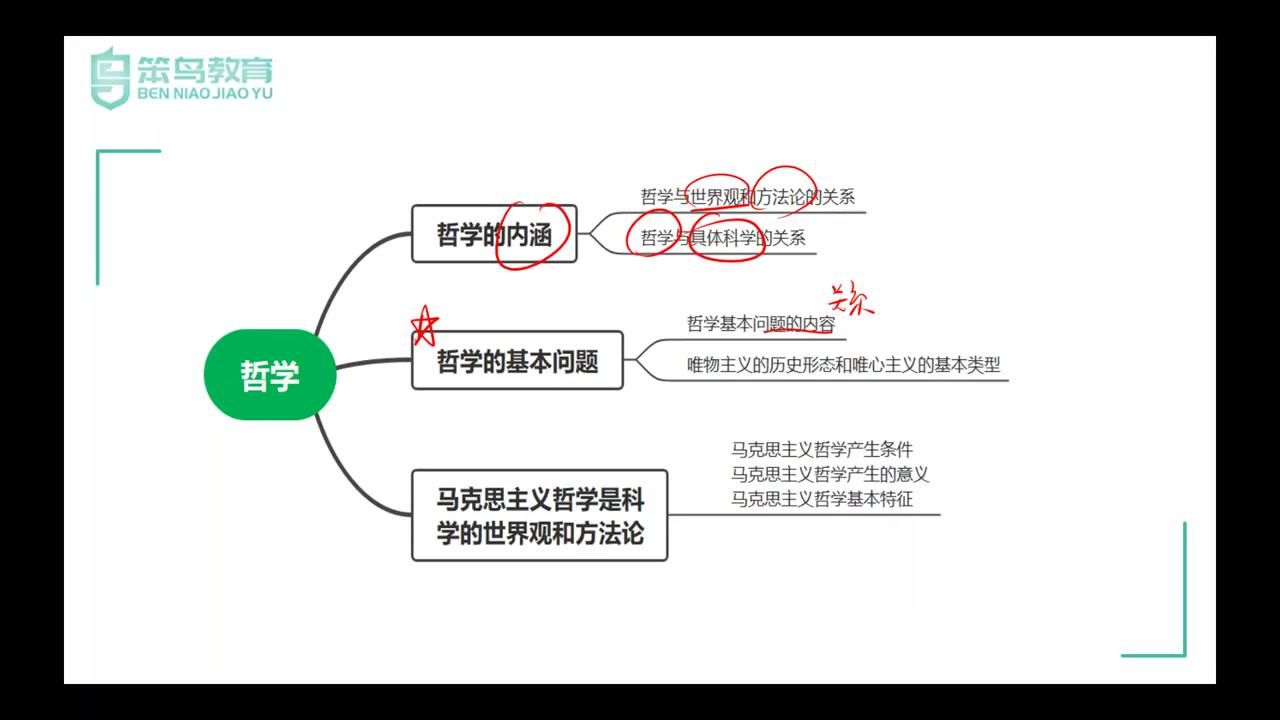 笨鸟教育
BEN NIAO JIAO YU
哲学
哲学的内涵
哲学与世界观和方法论的关系
哲学与具体科学的关系
哲学的基本问题
哲学基本问题的内容
关系
唯物主义的历史形态和唯心主义的基本类型
马克思主义哲学是科
学的世界观和方法论
马克思主义哲学产生条件
马克思主义哲学产生的意义
马克思主义哲学基本特征